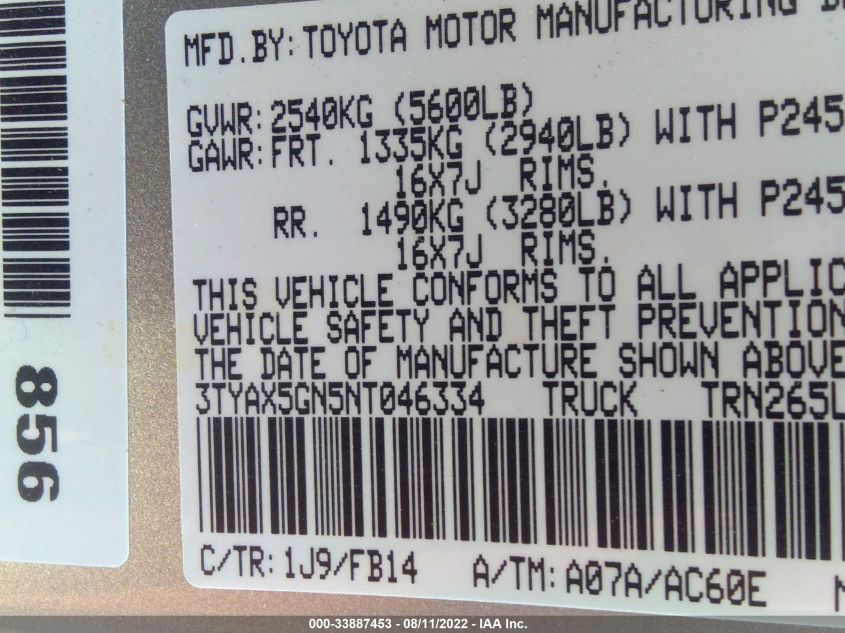 MFD.BY: TOYOTA MOTOR MANUFACTURING
GVWR: 2540KG (5600LB)
GAWR: FRT. 1335KG (2940LB) WITH P245
16X7J RIMS.
RR. 1490KG (3280LB) WITH P245
16X7J RIMS.
THIS VEHICLE CONFORMS TO ALL APPLIC
VEHICLE SAFETY AND THEFT PREVENTION
THE DATE OF MANUFACTURE SHOWN ABOVE
3TYAX5GN5NT046334 TRUCK TRN265L
C/TR: 1J9/FB14 A/TM: A07A/AC60E
856
000-33887453 - 08/11/2022 - IAA Inc.